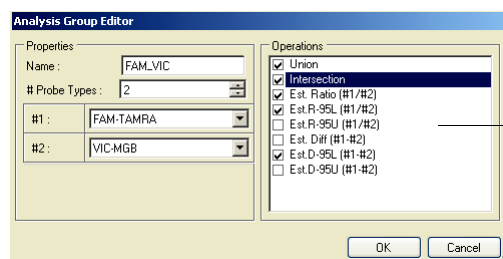 Analysis Group Editor
Properties
Name :
FAM_VIC
# Probe Types :
2
#1 :
FAM-TAMRA
#2 :
VIC-MGB
Operations
Union
Intersection
Est. Ratio (#1/#2)
Est.R-95L (#1/#2)
Est.R-95U (#1/#2)
Est. Diff (#1-#2)
Est.D-95L (#1-#2)
Est.D-95U (#1-#2)
OK
Cancel